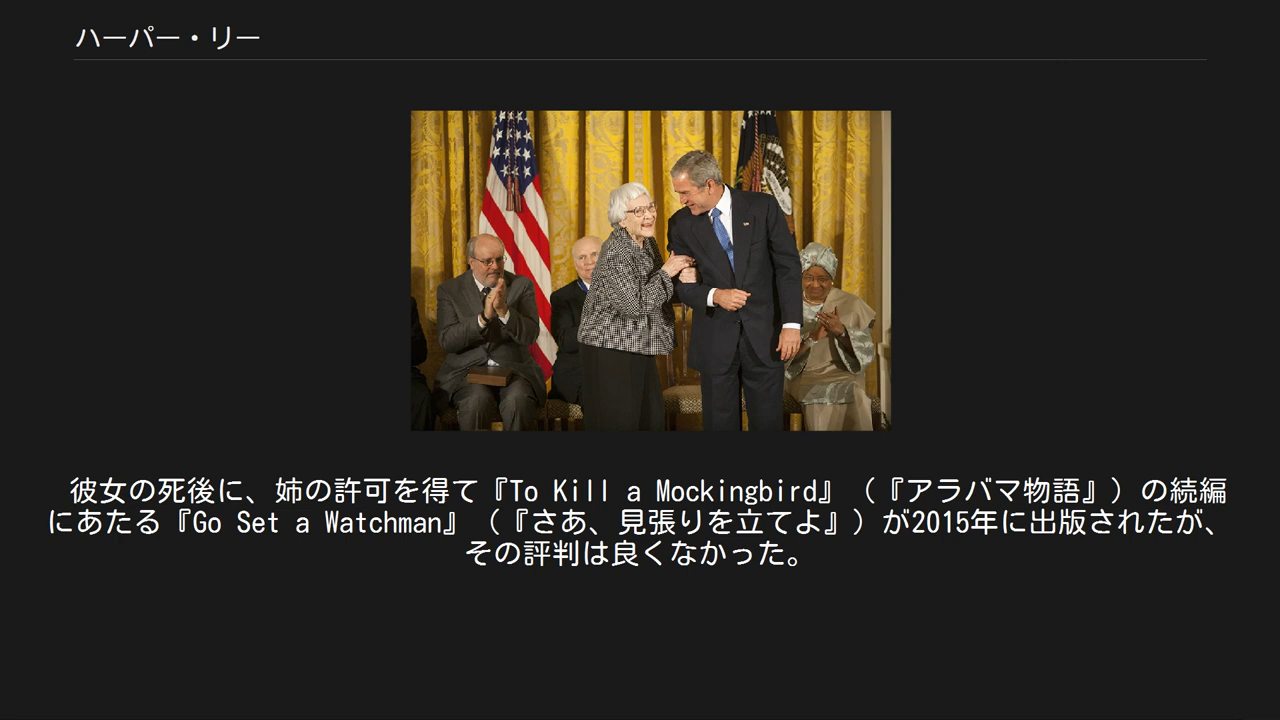 ハーパー・リー
彼女の死後に、姉の許可を得て『To Kill a Mockingbird』（『アラバマ物語』）の続編
にあたる『Go Set a Watchman』（『さあ、見張りを立てよ』）が2015年に出版されたが、
その評判は良くなかった。